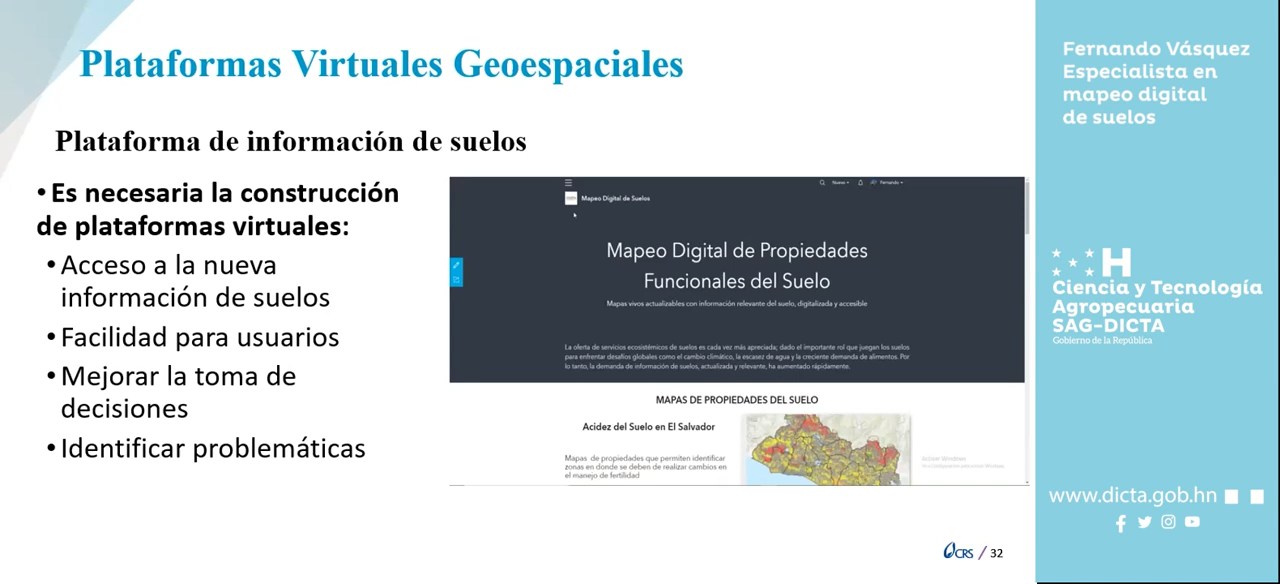 Plataformas Virtuales Geoespaciales
Plataforma de información de suelos
• Es necesaria la construcción
de plataformas virtuales:
• Acceso a la nueva
información de suelos
• Facilidad para usuarios
• Mejorar la toma de
decisiones
• Identificar problemáticas
Nuevo
Fernando
Mapeo Digital de Suelos
Mapeo Digital de Propiedades
Funcionales del Suelo
Mapas vivos actualizables con información relevante del suelo, digitalizada y accesible
La oferta de servicios ecosistémicos de suelos es cada vez más apreciada; dado el importante rol que juegan los suelos
para enfrentar desafíos globales como el cambio climático, la escasez de agua y la creciente demanda de alimentos. Por
lo tanto, la demanda de información de suelos, actualizada y relevante, ha aumentado rápidamente.
MAPAS DE PROPIEDADES DEL SUELO
Acidez del Suelo en El Salvador
Mapas de propiedades que permiten identificar
zonas en donde se deben de realizar cambios en
el manejo de fertilidad
Activar Windows
CRS / 32
Fernando Vásquez
Especialista en
mapeo digital
de suelos
H
Ciencia y Tecnología
Agropecuaria
SAG-DICTA
Gobierno de la República
www.dicta.gob.hn